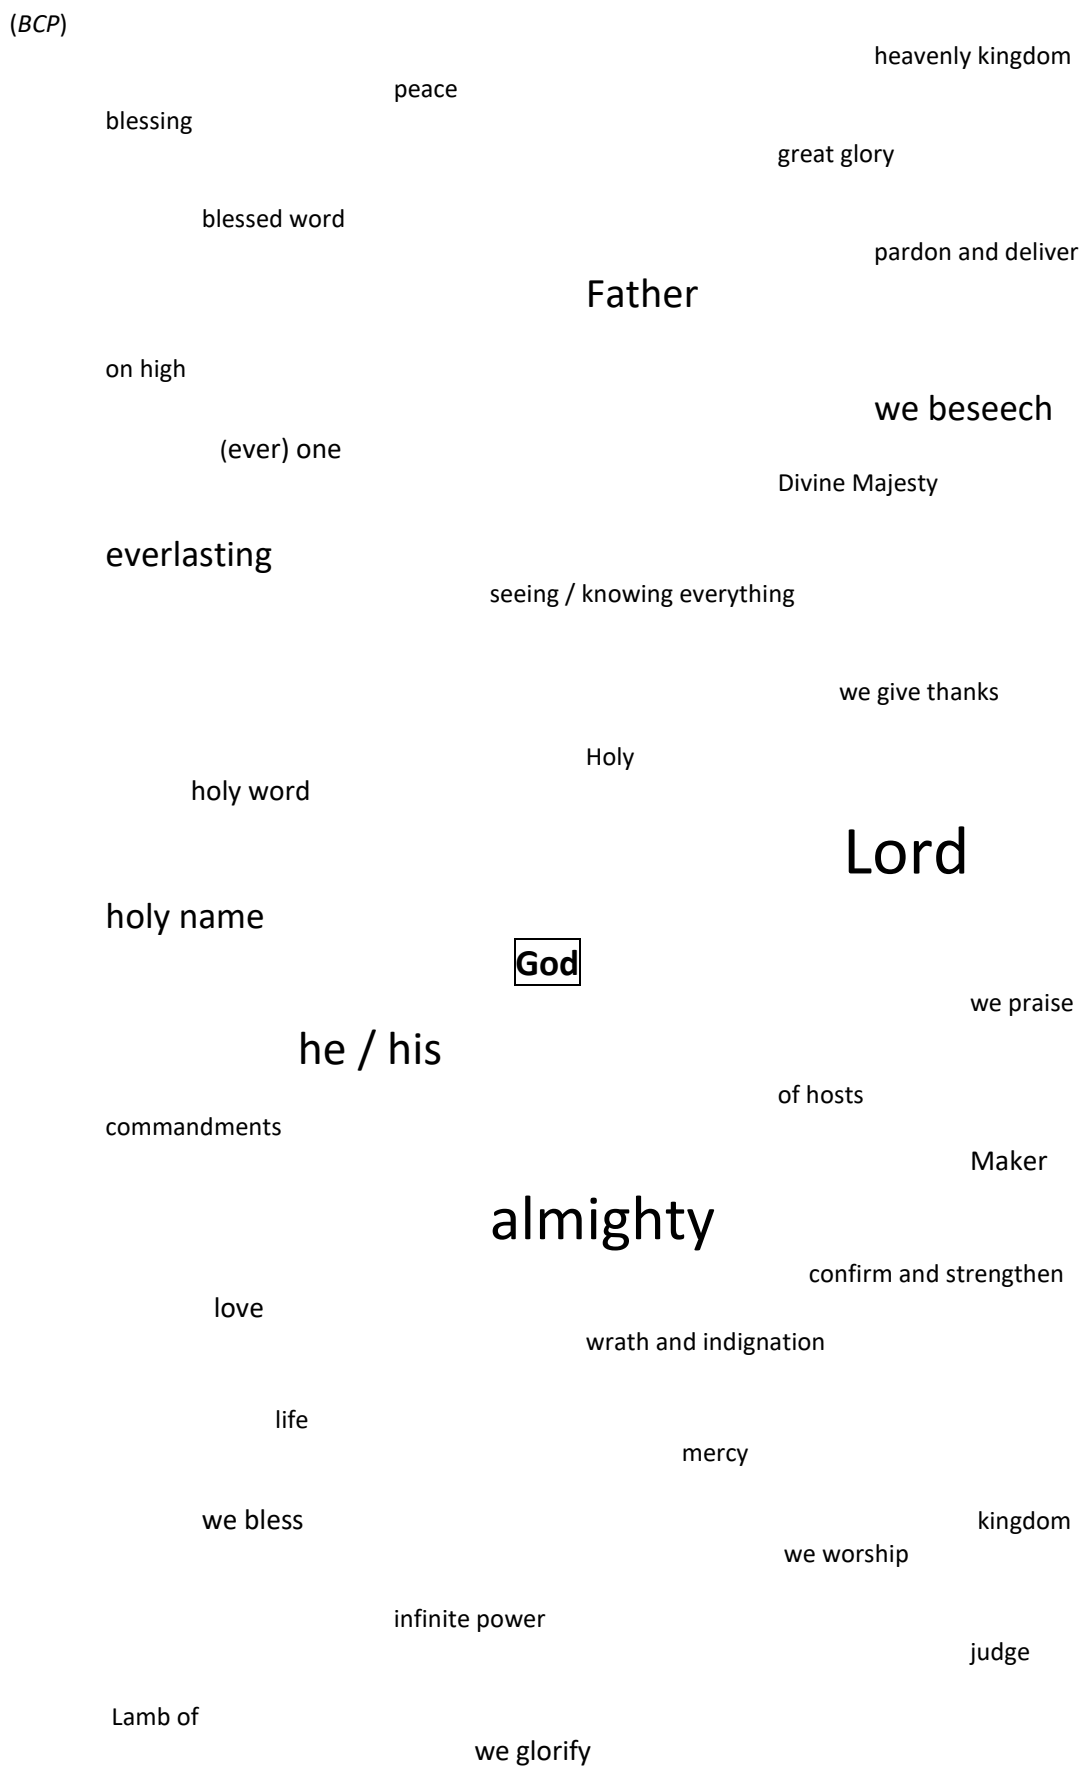 (BCP)
heavenly kingdom
peace
blessing
great glory
blessed word
pardon and deliver
Father
on high
we beseech
(ever) one
Divine Majesty
everlasting
seeing / knowing everything
we give thanks
Holy
holy word
Lord
holy name
God
we praise
he / his
of hosts
commandments
Maker
almighty
confirm and strengthen
love
wrath and indignation
life
mercy
we bless kingdom
we worship
infinite power
judge
Lamb of
we glorify